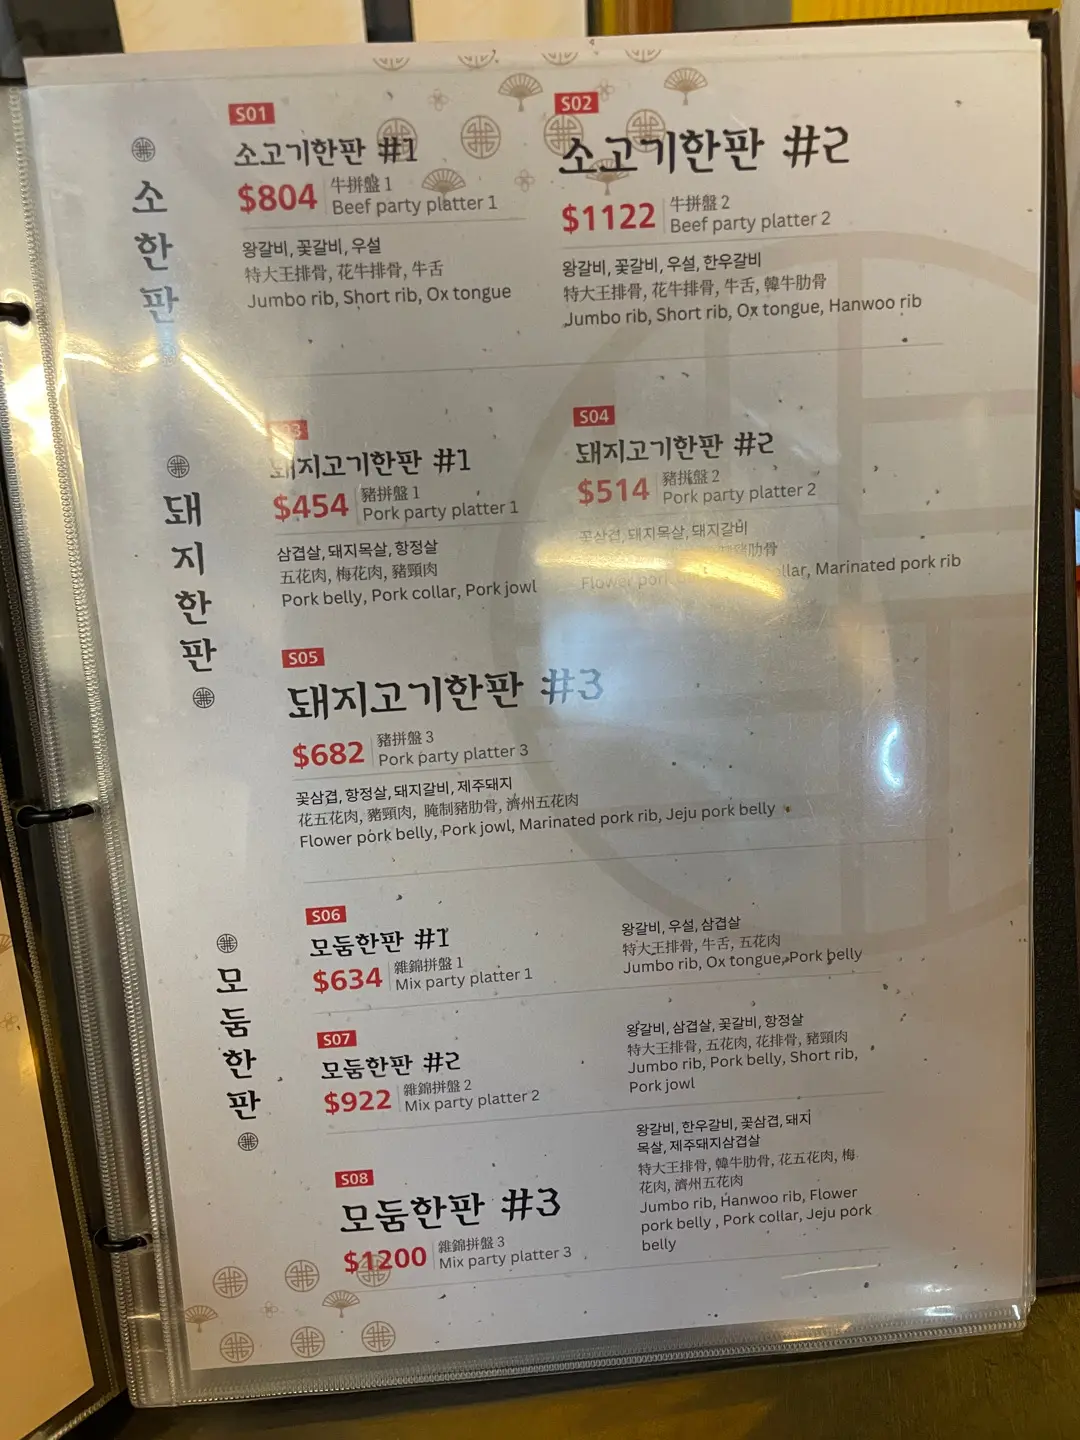 소한판
S01
소고기한판 #1
$804
牛拼盤 1
Beef party platter 1
왕갈비, 꽃갈비, 우설
特大王排骨, 花牛排骨, 牛舌
Jumbo rib, Short rib, Ox tongue
S02
소고기한판 #2
$1122
牛拼盤 2
Beef party platter 2
왕갈비, 꽃갈비, 우설, 한우갈비
特大王排骨, 花牛排骨, 牛舌, 韓牛肋骨
Jumbo rib, Short rib, Ox tongue, Hanwoo rib
돼지한판
돼지고기한판 #1
$454
豬拼盤 1
Pork party platter 1
삼겹살, 돼지목살, 항정살
五花肉, 梅花肉, 豬頸肉
Pork belly, Pork collar, Pork jowl
S04
돼지고기한판 #2
$514
豬拼盤 2
Pork party platter 2
꽃삼겹, 돼지목살, 돼지갈비
Flower pork Marinated pork rib
S05
돼지고기한판 #3
$682
豬拼盤 3
Pork party platter 3
꽃삼겹, 항정살, 돼지갈비, 제주돼지
花五花肉, 豬頸肉, 醃制豬肋骨, 濟州五花肉
Flower pork belly, Pork jowl, Marinated pork rib, Jeju pork belly
모둠한판
S06
모둠한판 #1
$634
雜錦拼盤 1
Mix party platter 1
왕갈비, 우설, 삼겹살
特大王排骨, 牛舌, 五花肉
Jumbo rib, Ox tongue, Pork belly
S07
모둠한판 #2
$922
雜錦拼盤 2
Mix party platter 2
왕갈비, 삼겹살, 꽃갈비, 항정살
特大王排骨, 五花肉, 花排骨, 豬頸肉
Jumbo rib, Pork belly, Short rib,
Pork jowl
S08
모둠한판 #3
$1200
雜錦拼盤 3
Mix party platter 3
왕갈비, 한우갈비, 꽃삼겹, 돼지
목살, 제주돼지삼겹살
特大王排骨, 韓牛肋骨, 花五花肉, 梅
花肉, 濟州五花肉
Jumbo rib, Hanwoo rib, Flower
pork belly , Pork collar, Jeju pork
belly